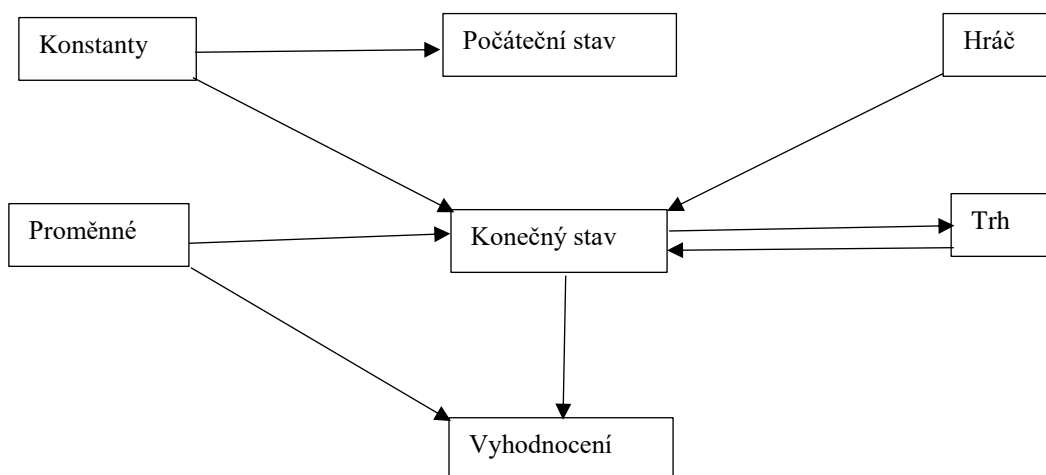 Konstanty
Počáteční stav
Hráč
Proměnné
Konečný stav
Trh
Vyhodnocení